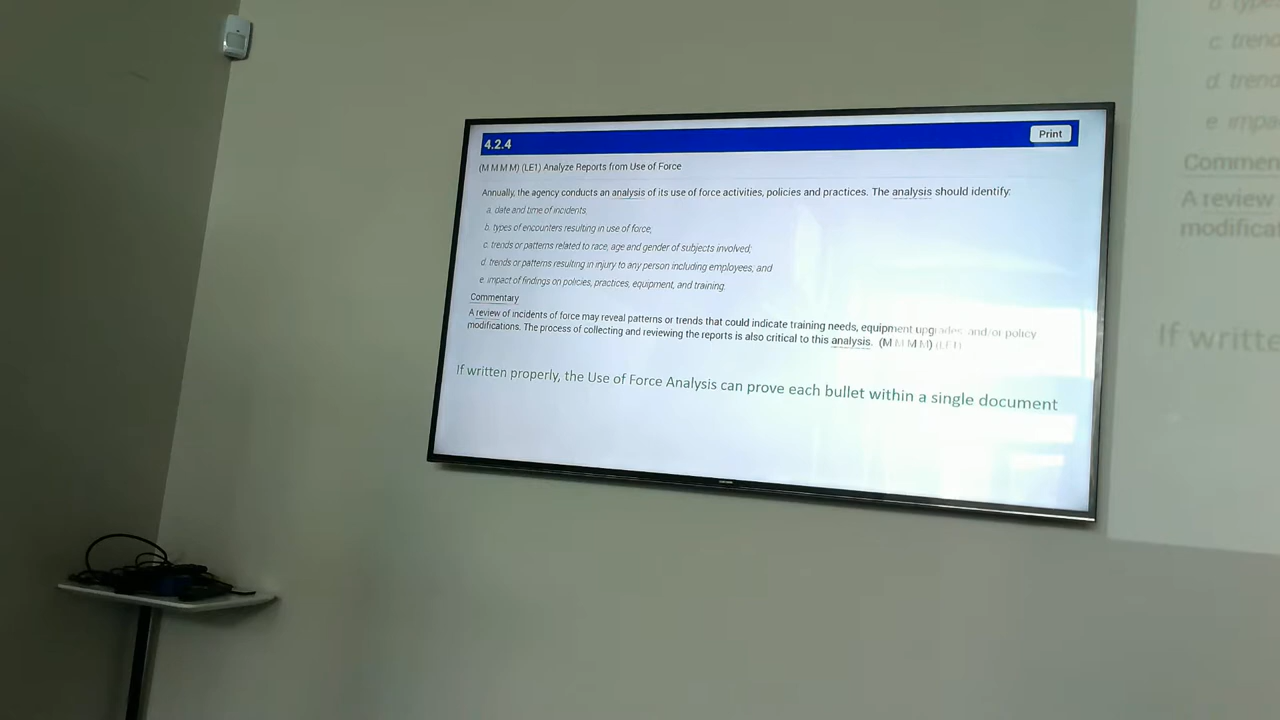 4.2.4
Print
(M M M M) (LE1) Analyze Reports from Use of Force
Annually, the agency conducts an analysis of its use of force activities, policies and practices. The analysis should identify:
a. date and time of incidents;
b. types of encounters resulting in use of force;
c. trends or patterns related to race, age and gender of subjects involved;
d. trends or patterns resulting in injury to any person including employees; and
e. impact of findings on policies, practices, equipment, and training.
Commentary
A review of incidents of force may reveal patterns or trends that could indicate training needs, equipment upgrades, and/or policy
modifications. The process of collecting and reviewing the reports is also critical to this analysis. (M M M M) (LE1)
If written properly, the Use of Force Analysis can prove each bullet within a single document
c. trend
d. trend
e. impa
Commen
A review
modificat
If writte